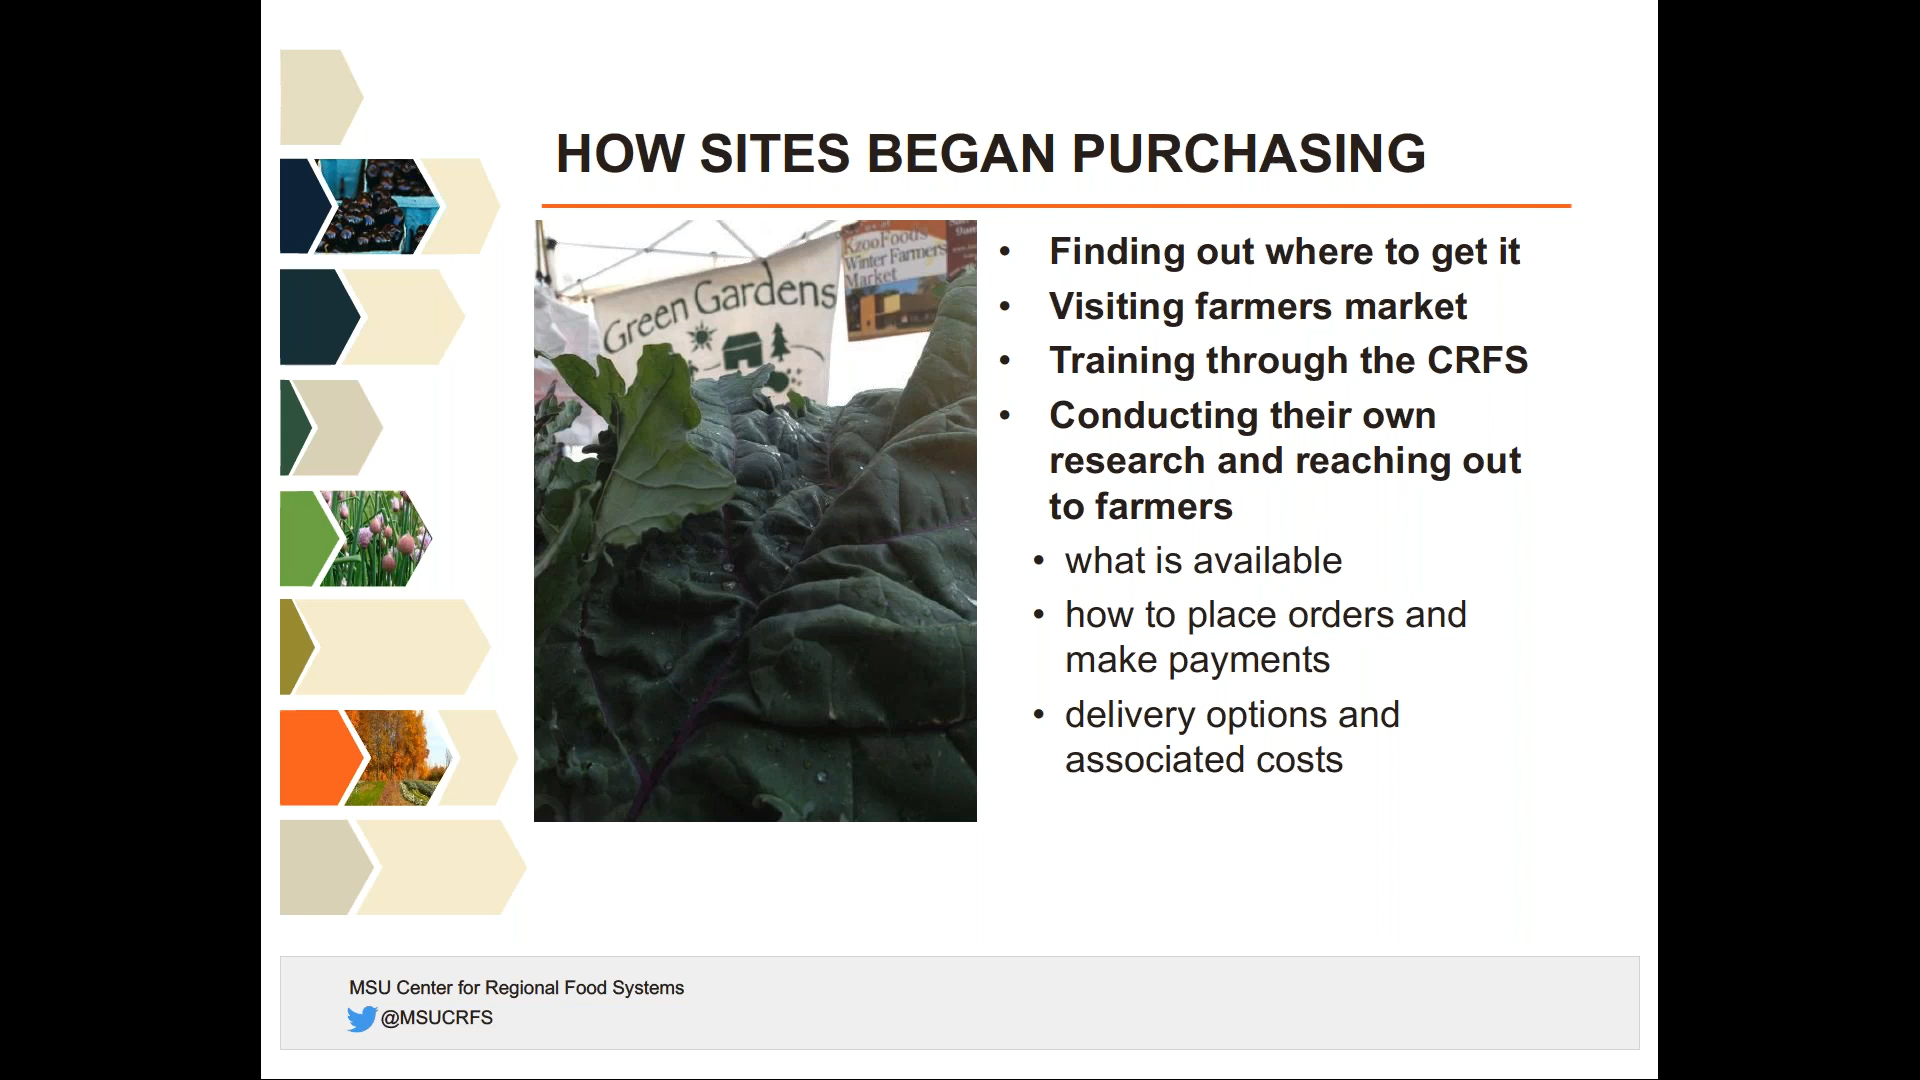 HOW SITES BEGAN PURCHASING
Green Gardens
KzooFood's
Winter Farmers
Market
• Finding out where to get it
• Visiting farmers market
• Training through the CRFS
• Conducting their own
research and reaching out
to farmers
• what is available
• how to place orders and
make payments
• delivery options and
associated costs
MSU Center for Regional Food Systems
@MSUCRFS